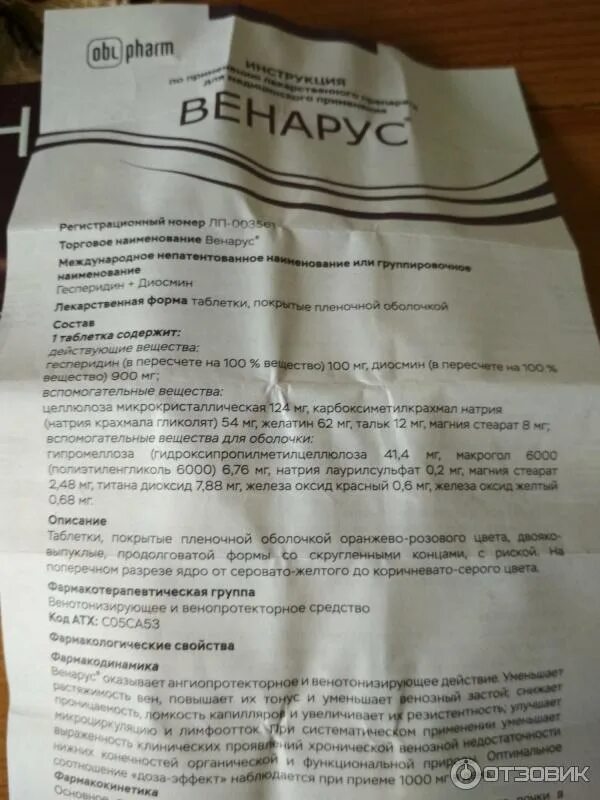 obl pharm
ИНСТРУКЦИЯ
по применению лекарственного препарата
для медицинского применения
ВЕНАРУС®
Н
Регистрационный номер ЛП-003561
Торговое наименование Венарус®
Международное непатентованное наименование или группировочное
наименование
Гесперидин + Диосмин
Лекарственная форма таблетки, покрытые пленочной оболочкой
Состав
1 таблетка содержит:
действующие вещества:
гесперидин (в пересчете на 100 % вещество) 100 мг, диосмин (в пересчете на 100 %
вещество) 900 мг;
вспомогательные вещества:
целлюлоза микрокристаллическая 124 мг, карбоксиметилкрахмал натрия
(натрия крахмала гликолят) 54 мг, желатин 62 мг, тальк 12 мг, магния стеарат 8 мг;
вспомогательные вещества для оболочки:
гипромеллоза (гидроксипропилметилцеллюлоза) 41,4 мг, макрогол 6000
(полиэтиленгликоль 6000) 6,76 мг, натрия лаурилсульфат 0,2 мг, магния стеарат
2,48 мг, титана диоксид 7,88 мг, железа оксид красный 0,6 мг, железа оксид желтый
0,68 мг.
Описание
Таблетки, покрытые пленочной оболочкой оранжево-розового цвета, двояко-
выпуклые, продолговатой формы со скругленными концами, с риской. На
поперечном разрезе ядро от серовато-желтого до коричневато-серого цвета.
Фармакотерапевтическая группа
Венотонизирующее и венопротекторное средство
Код АТХ: C05CA53
Фармакологические свойства
Фармакодинамика
Венарус® оказывает ангиопротекторное и венотонизирующее действие. Уменьшает
растяжимость вен, повышает их тонус и уменьшает венозный застой; снижает
проницаемость, ломкость капилляров и увеличивает их резистентность; улучшает
микроциркуляцию и лимфоотток. При систематическом применении уменьшает
выраженность клинических проявлений хронической венозной недостаточности
нижних конечностей органической и функциональной природы. Оптимальное
соотношение «доза-эффект» наблюдается при приеме 1000 мг
Фармакокинетика
Основное
ОТЗОВИК